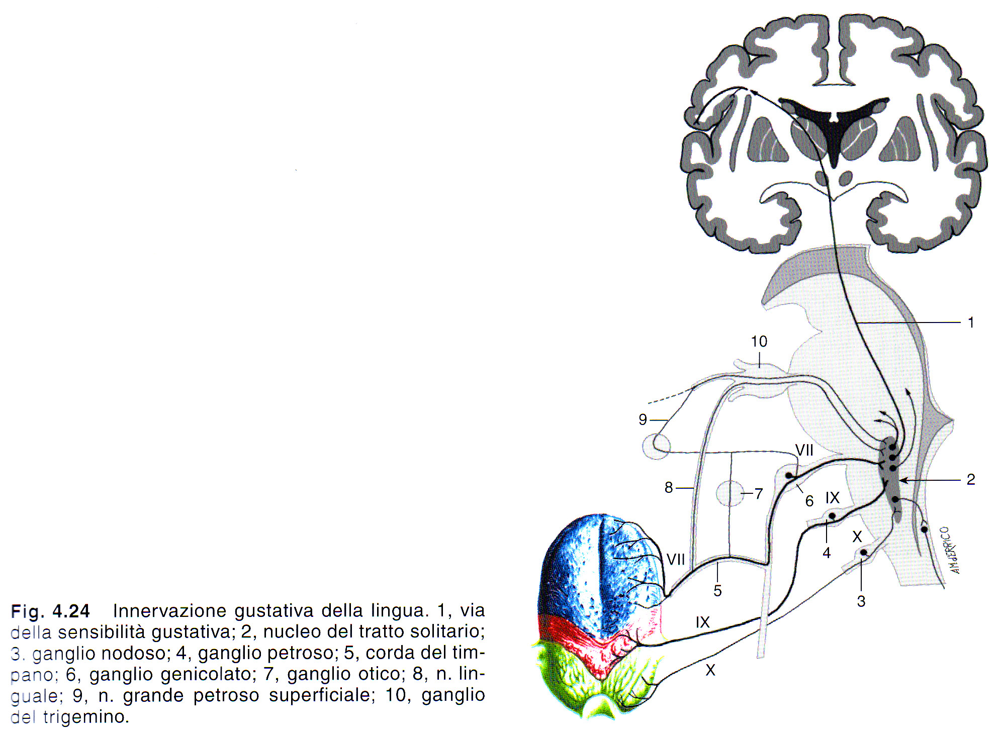 Fig. 4.24 Innervazione gustativa della lingua. 1, via
della sensibilità gustativa; 2, nucleo del tratto solitario;
3. ganglio nodoso; 4, ganglio petroso; 5, corda del tim-
pano; 6, ganglio genicolato; 7, ganglio otico; 8, n. lin-
guale; 9, n. grande petroso superficiale; 10, ganglio
del trigemino.
1
10
9
VII
2
8
7
6
IX
X
4
VII
5
3
IX
X